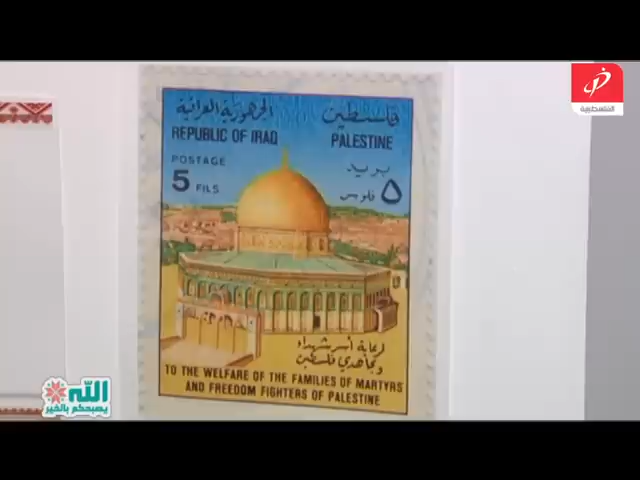 الجمهورية العراقية
فلسطين
REPUBLIC OF IRAQ
PALESTINE
POSTAGE
بريد
5 FILS
٥ فلوس
لرعاية أسر شهداء
ومجاهدي فلسطين
TO THE WELFARE OF THE FAMILIES OF MARTYRS
AND FREEDOM FIGHTERS OF PALESTINE
الفلسطينية
الله
يصبحكم بالخير